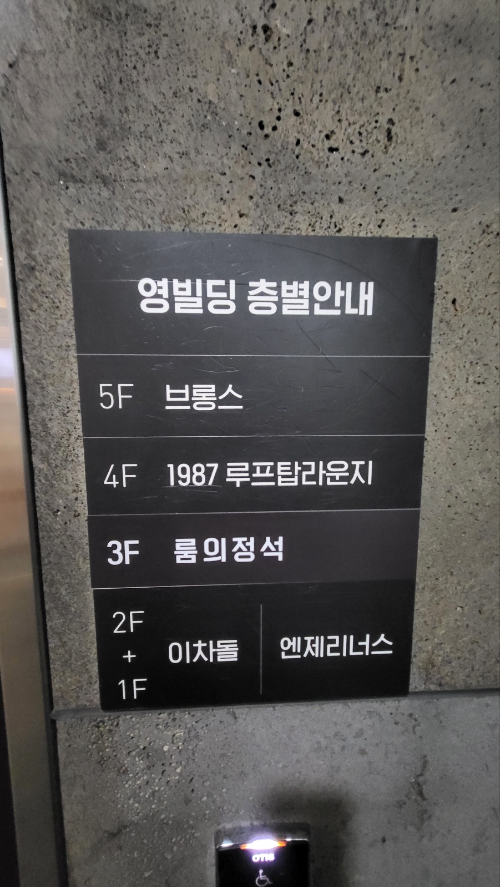 영빌딩 층별안내
5F 브롱스
4F 1987 루프탑라운지
3F 룸의정석
2F + 1F 이차돌 엔제리너스
OTIS